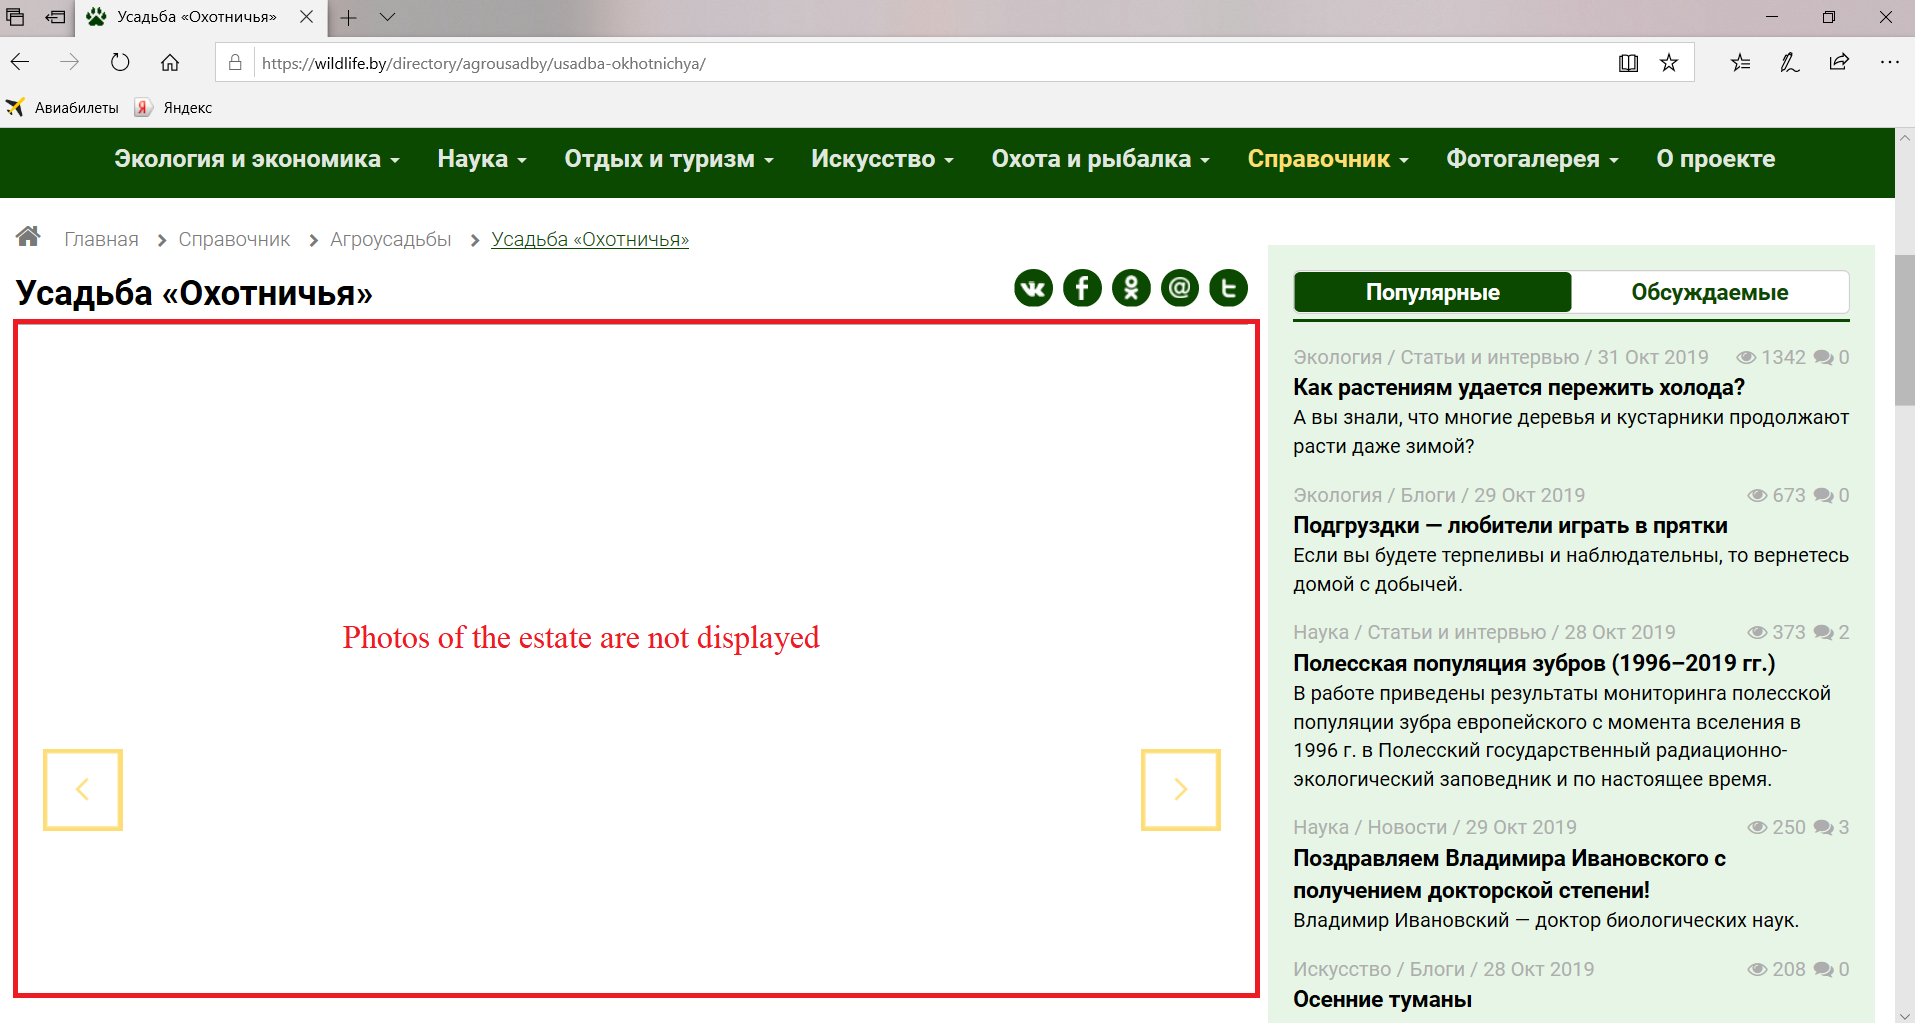 Усадьба «Охотничья»
https://wildlife.by/directory/agrousadby/usadba-okhotnichya/
Авиабилеты
Яндекс
Экология и экономика
Наука
Отдых и туризм
Искусство
Охота и рыбалка
Справочник
Фотогалерея
О проекте
Главная
Справочник
Агроусадьбы
Усадьба «Охотничья»
Усадьба «Охотничья»
Photos of the estate are not displayed
Популярные
Обсуждаемые
Экология / Статьи и интервью / 31 Окт 2019 1342 0
Как растениям удается пережить холода?
А вы знали, что многие деревья и кустарники продолжают
расти даже зимой?
Экология / Блоги / 29 Окт 2019 673 0
Подгруздки — любители играть в прятки
Если вы будете терпеливы и наблюдательны, то вернетесь
домой с добычей.
Наука / Статьи и интервью / 28 Окт 2019 373 2
Полесская популяция зубров (1996–2019 гг.)
В работе приведены результаты мониторинга полесской
популяции зубра европейского с момента вселения в
1996 г. в Полесский государственный радиационно-
экологический заповедник и по настоящее время.
Наука / Новости / 29 Окт 2019 250 3
Поздравляем Владимира Ивановского с
получением докторской степени!
Владимир Ивановский — доктор биологических наук.
Искусство / Блоги / 28 Окт 2019 208 0
Осенние туманы